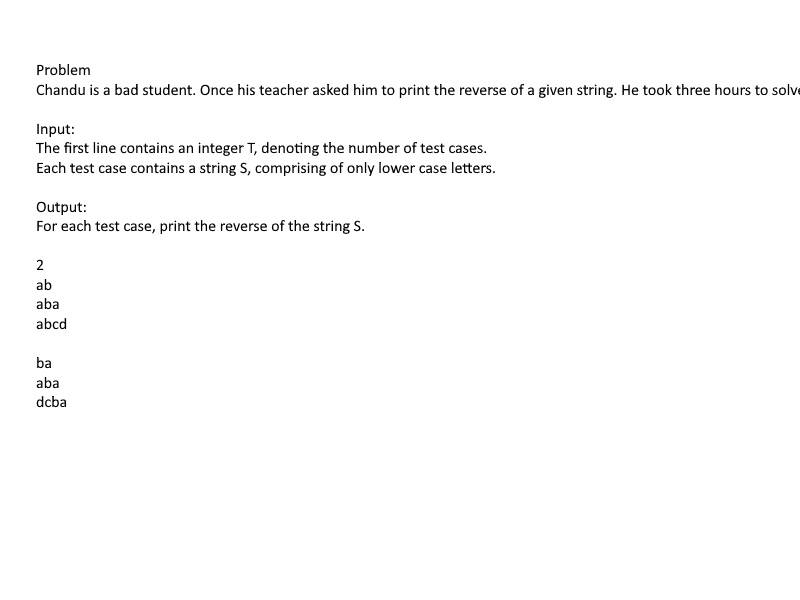 Problem
Chandu is a bad student. Once his teacher asked him to print the reverse of a given string. He took three hours to solve
Input:
The first line contains an integer T, denoting the number of test cases.
Each test case contains a string S, comprising of only lower case letters.
Output:
For each test case, print the reverse of the string S.
2
ab
aba
abcd
ba
aba
dcba